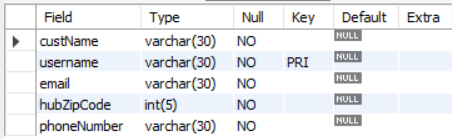 Field Type Null Key Default Extra
custName varchar(30) NO NULL
username varchar(30) NO PRI NULL
email varchar(30) NO NULL
hubZipCode int(5) NO NULL
phoneNumber varchar(30) NO NULL